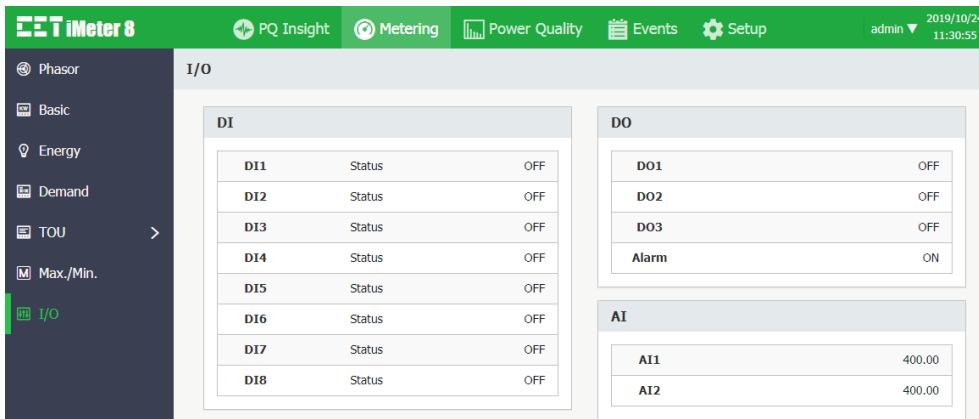 CET iMeter 8
PQ Insight Metering Power Quality Events Setup
admin ▼
2019/10/24
11:30:55
Phasor
Basic
Energy
Demand
TOU >
Max./Min.
I/O
I/O
DI
DI1 Status OFF
DI2 Status OFF
DI3 Status OFF
DI4 Status OFF
DI5 Status OFF
DI6 Status OFF
DI7 Status OFF
DI8 Status OFF
DO
DO1 OFF
DO2 OFF
DO3 OFF
Alarm ON
AI
AI1 400.00
AI2 400.00